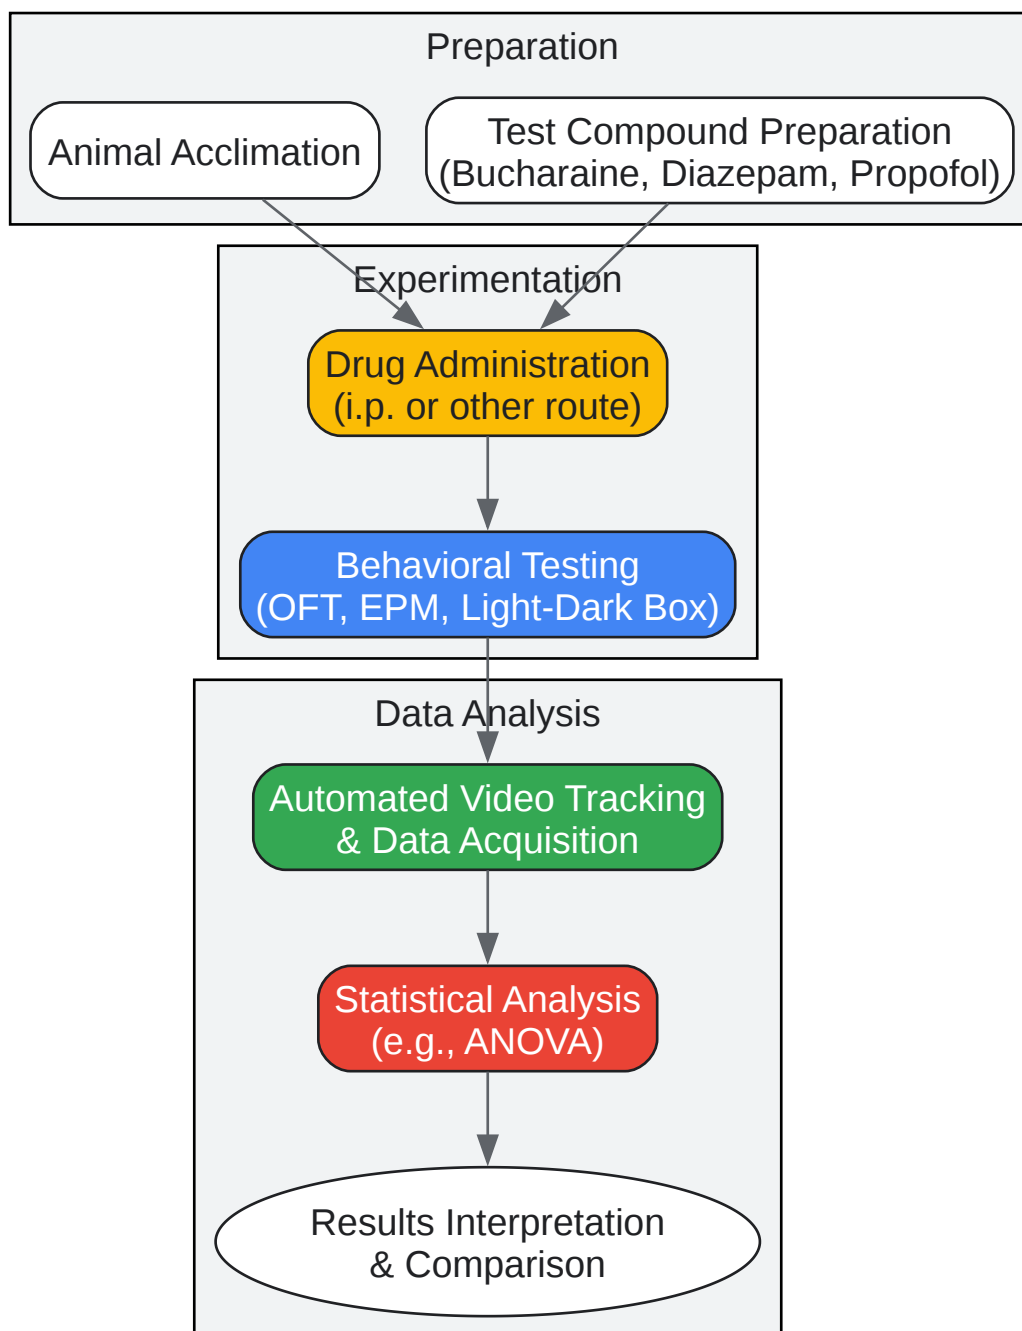 Preparation
Animal Acclimation
Test Compound Preparation
(Bucharaine, Diazepam, Propofol)
Experimentation
Drug Administration
(i.p. or other route)
Behavioral Testing
(OFT, EPM, Light-Dark Box)
Data Analysis
Automated Video Tracking
& Data Acquisition
Statistical Analysis
(e.g., ANOVA)
Results Interpretation
& Comparison